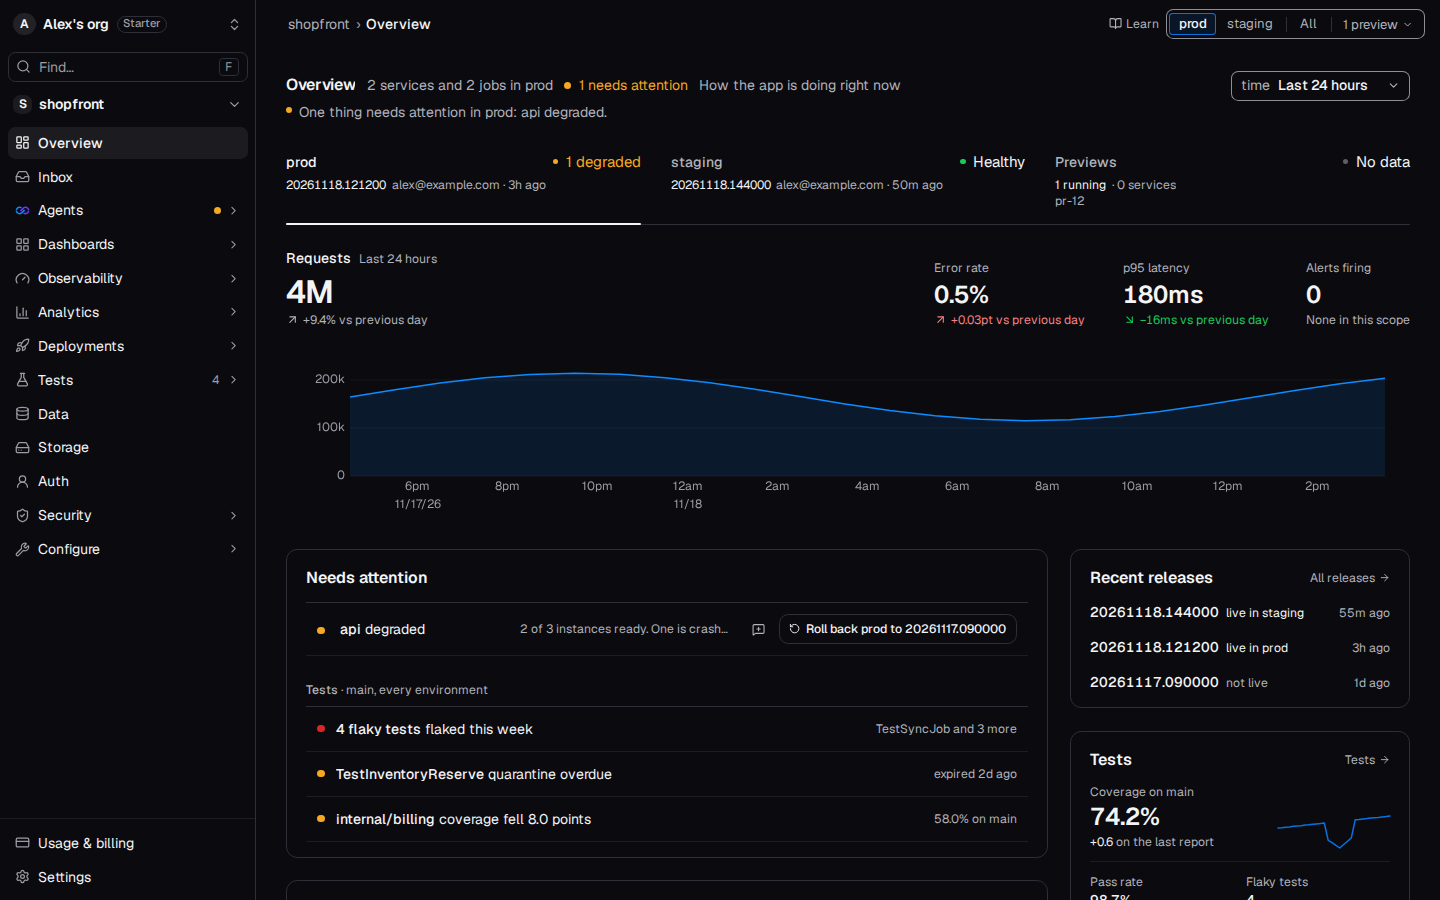 A Alex's org Starter
Find... F
S shopfront
Overview
Inbox
Agents
Dashboards
Observability
Analytics
Deployments
Tests 4
Data
Storage
Auth
Security
Configure
Usage & billing
Settings
shopfront › Overview
Learn prod staging All 1 preview
Overview 2 services and 2 jobs in prod 1 needs attention How the app is doing right now
time Last 24 hours
One thing needs attention in prod: api degraded.
prod 1 degraded
20261118.121200 alex@example.com · 3h ago
staging Healthy
20261118.144000 alex@example.com · 50m ago
Previews No data
1 running · 0 services
pr-12
Requests Last 24 hours
4M
+9.4% vs previous day
Error rate
0.5%
+0.03pt vs previous day
p95 latency
180ms
−16ms vs previous day
Alerts firing
0
None in this scope
200k
100k
0
6pm 8pm 10pm 12am 2am 4am 6am 8am 10am 12pm 2pm
11/17/26 11/18
Needs attention
api degraded 2 of 3 instances ready. One is crash... Roll back prod to 20261117.090000
Tests · main, every environment
4 flaky tests flaked this week TestSyncJob and 3 more
TestInventoryReserve quarantine overdue expired 2d ago
internal/billing coverage fell 8.0 points 58.0% on main
Recent releases All releases →
20261118.144000 live in staging 55m ago
20261118.121200 live in prod 3h ago
20261117.090000 not live 1d ago
Tests Tests →
Coverage on main
74.2%
+0.6 on the last report
Pass rate Flaky tests
98.7% 4